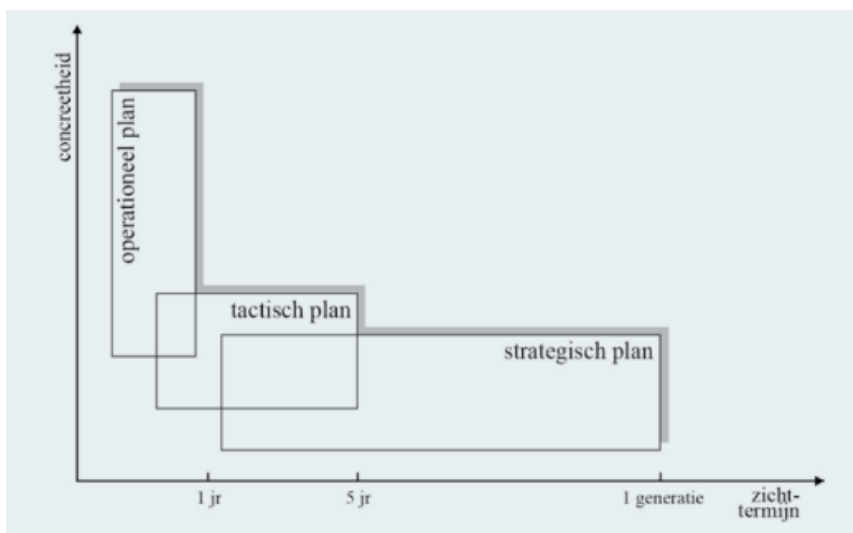 concreetheid
operationeel plan
tactisch plan
strategisch plan
1 jr
5 jr
1 generatie
zicht-
termijn